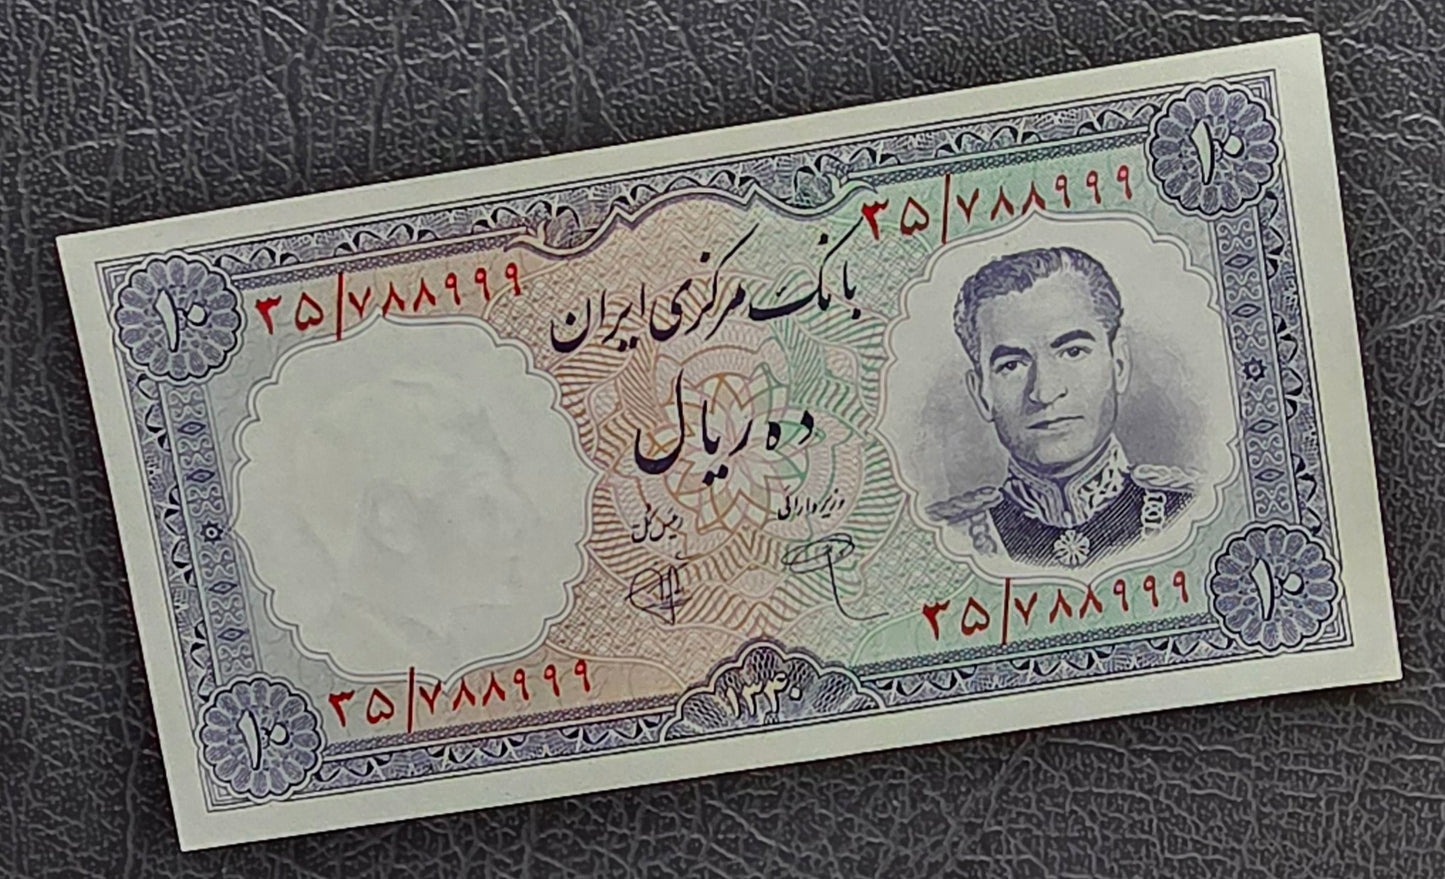 ۱۰
۳۵/۷۸۸۹۹۹
۳۵/۷۸۸۹۹۹
۱۰
بانک مرکزی ایران
ده ریال
وزیر دارائی
رئیس کل
۳۵/۷۸۸۹۹۹
۱۰
۳۵/۷۸۸۹۹۹
۱۳۴۰
۱۰